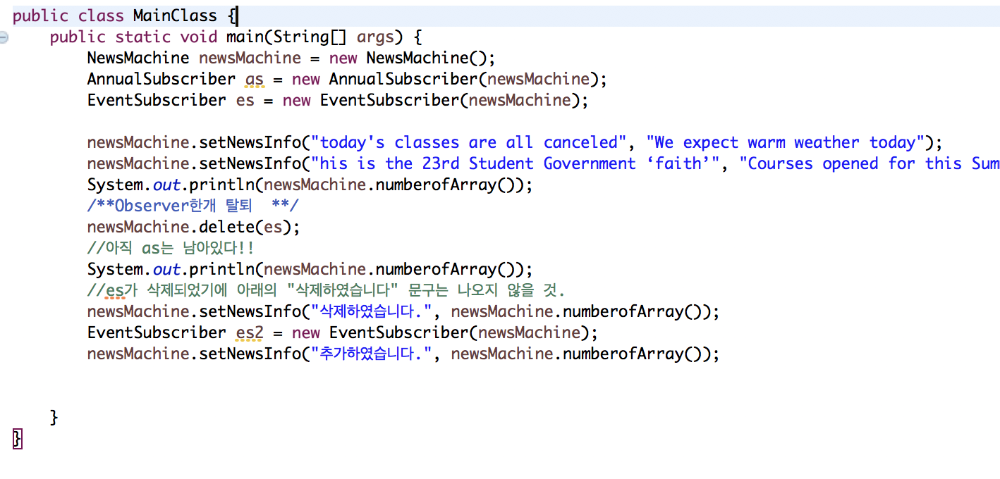 public class MainClass {
public static void main(String[] args) {
NewsMachine newsMachine = new NewsMachine();
AnnualSubscriber as = new AnnualSubscriber(newsMachine);
EventSubscriber es = new EventSubscriber(newsMachine);
newsMachine.setNewsInfo("today's classes are all canceled", "We expect warm weather today");
newsMachine.setNewsInfo("his is the 23rd Student Government ‘faith’", "Courses opened for this Sum
System.out.println(newsMachine.numberofArray());
/**Observer한개 탈퇴  **/
newsMachine.delete(es);
//아직 as는 남아있다!!
System.out.println(newsMachine.numberofArray());
//es가 삭제되었기에 아래의 "삭제하였습니다" 문구는 나오지 않을 것.
newsMachine.setNewsInfo("삭제하였습니다.", newsMachine.numberofArray());
EventSubscriber es2 = new EventSubscriber(newsMachine);
newsMachine.setNewsInfo("추가하였습니다.", newsMachine.numberofArray());
}
}